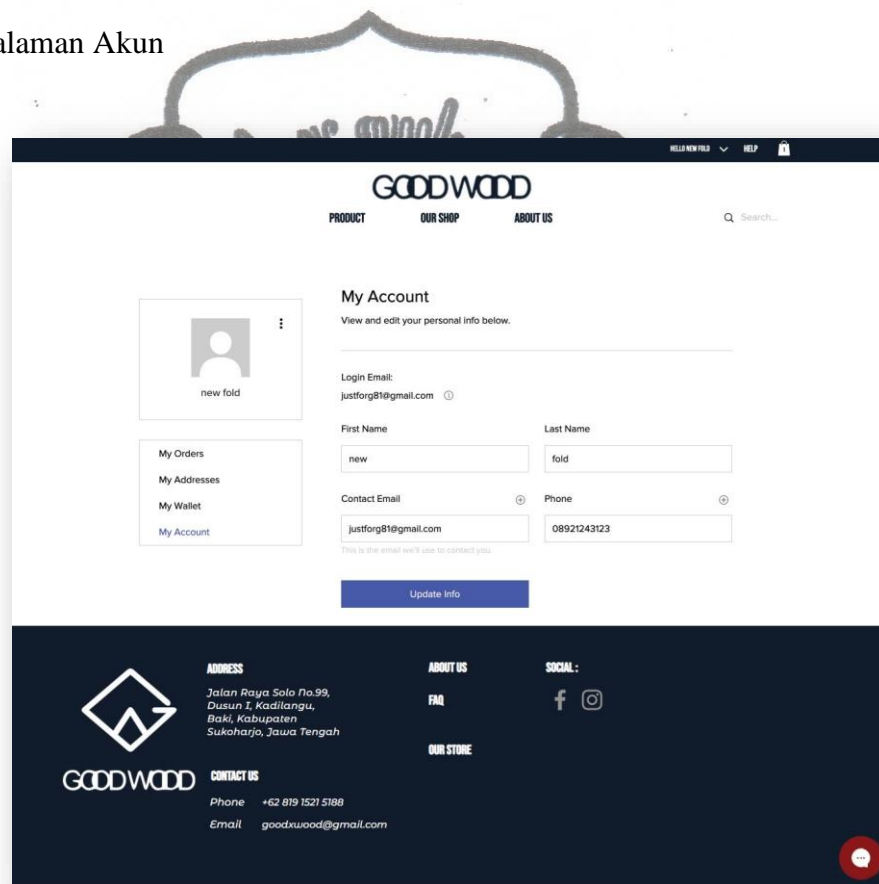 alaman Akun
HELLO NEW FOLD HELP 1
GOODWOOD
PRODUCT OUR SHOP ABOUT US Search...
My Account
View and edit your personal info below.
new fold
Login Email:
justforg81@gmail.com
First Name Last Name
new fold
My Orders
My Addresses
My Wallet
My Account
Contact Email Phone
justforg81@gmail.com 08921243123
This is the email we'll use to contact you.
Update Info
ADDRESS
Jalan Raya Solo No.99,
Dusun I, Kadilangu,
Baki, Kabupaten
Sukoharjo, Jawa Tengah
GOODWOOD
CONTACT US
Phone +62 819 1521 5188
Email goodxwood@gmail.com
ABOUT US
FAQ
OUR STORE
SOCIAL :